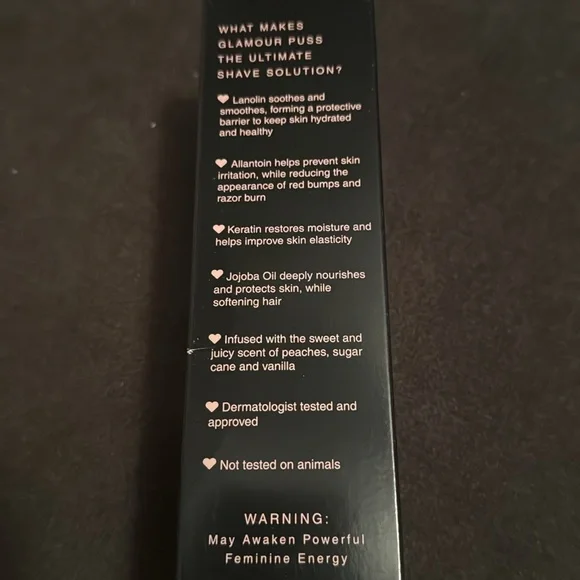 WHAT MAKES
GLAMOUR PUSS
THE ULTIMATE
SHAVE SOLUTION?
♥ Lanolin soothes and
smoothes, forming a protective
barrier to keep skin hydrated
and healthy
♥ Allantoin helps prevent skin
irritation, while reducing the
appearance of red bumps and
razor burn
♥ Keratin restores moisture and
helps improve skin elasticity
♥ Jojoba Oil deeply nourishes
and protects skin, while
softening hair
♥ Infused with the sweet and
juicy scent of peaches, sugar
cane and vanilla
♥ Dermatologist tested and
approved
♥ Not tested on animals
WARNING:
May Awaken Powerful
Feminine Energy